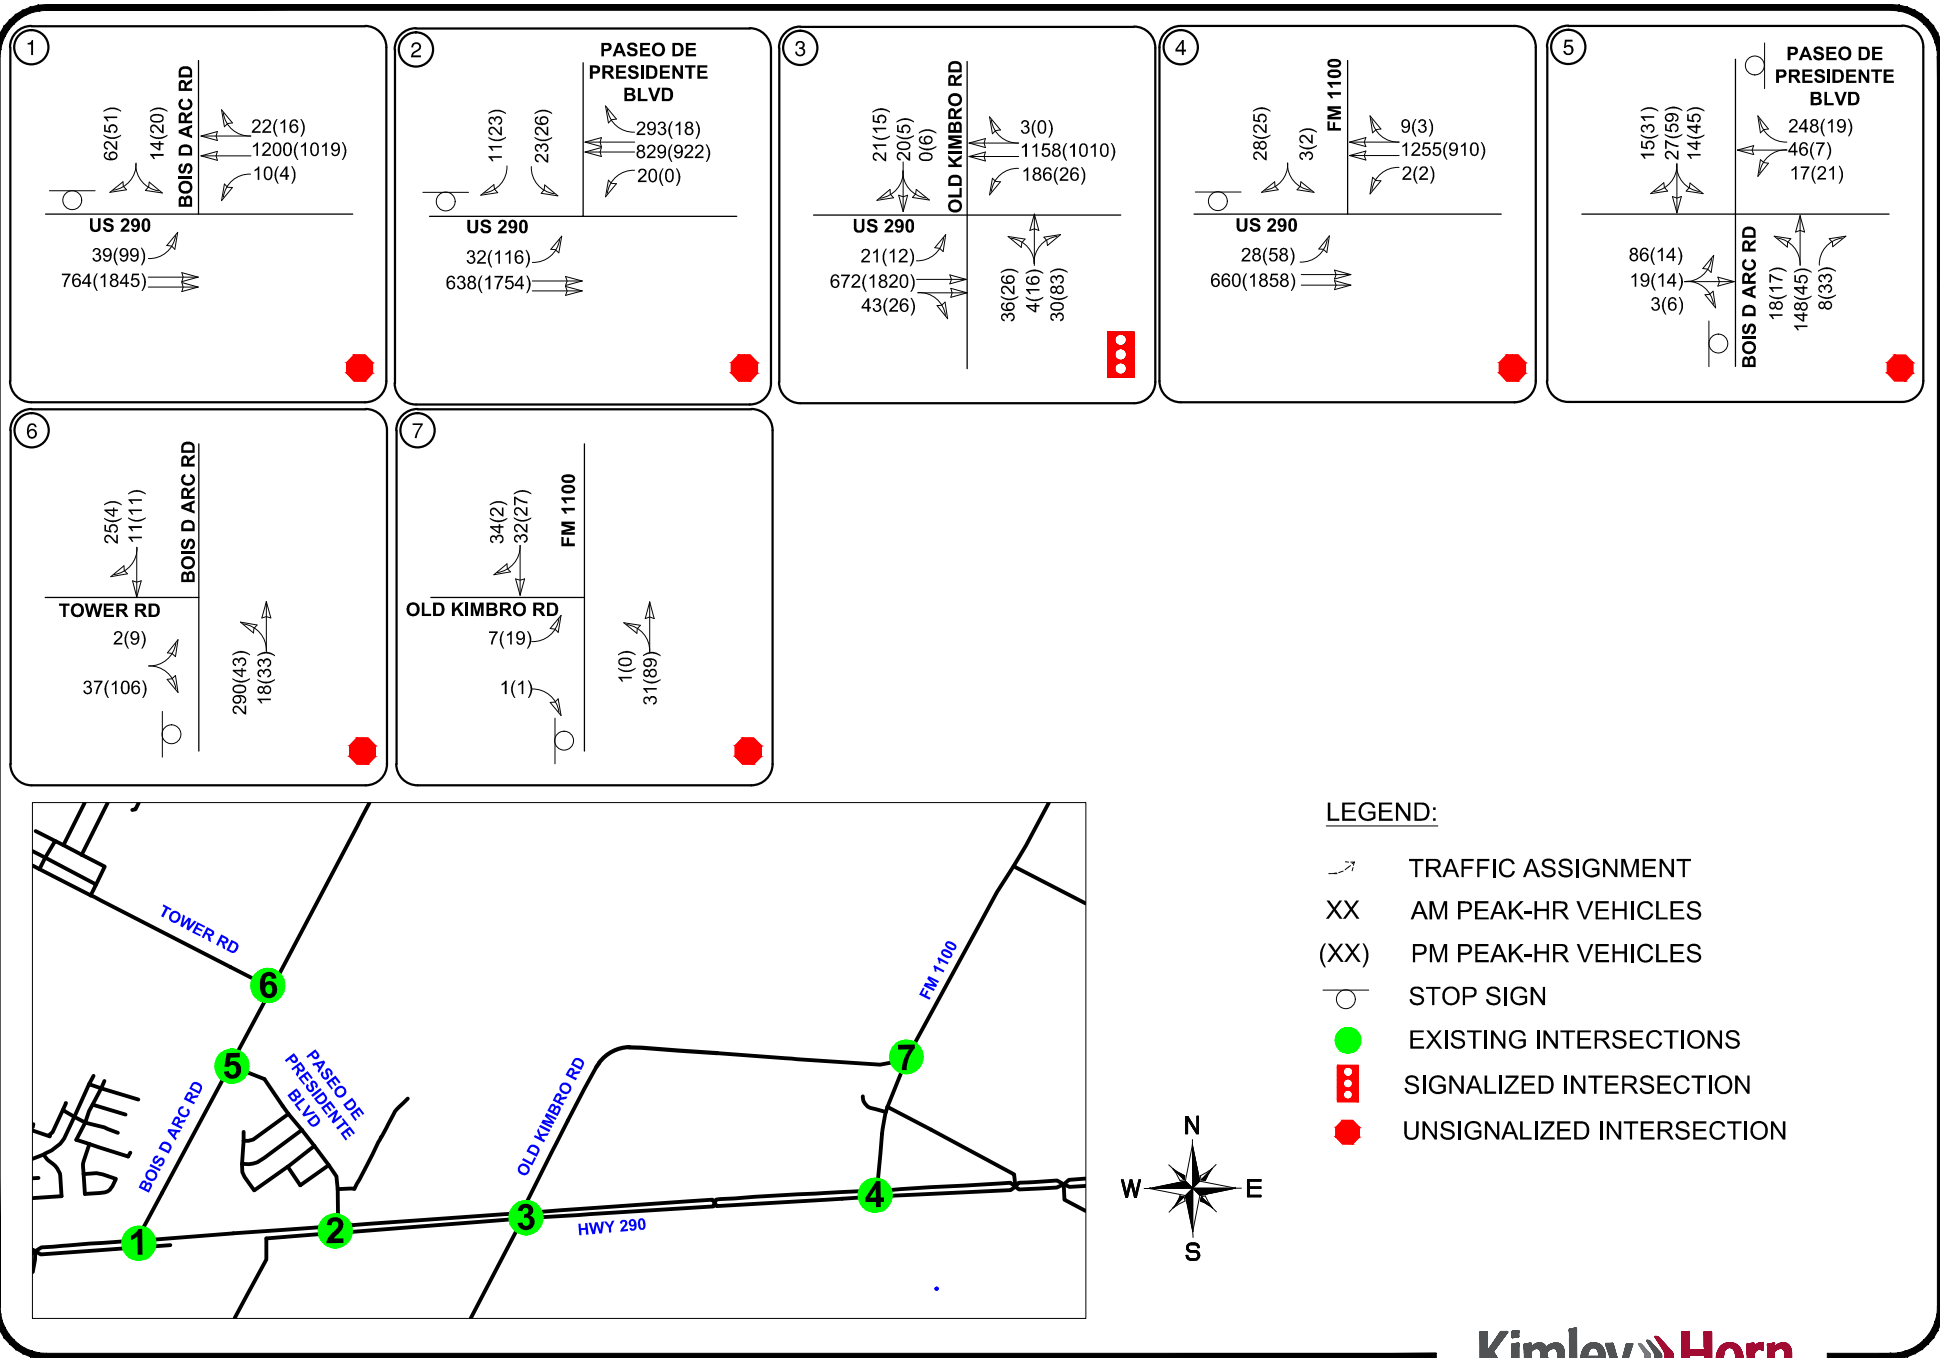 1
62(51)
14(20)
BOIS D ARC RD
22(16)
1200(1019)
10(4)
US 290
39(99)
764(1845)
2
PASEO DE
PRESIDENTE
BLVD
11(23)
23(26)
293(18)
829(922)
20(0)
US 290
32(116)
638(1754)
3
21(15)
20(5)
0(6)
OLD KIMBRO RD
3(0)
1158(1010)
186(26)
US 290
21(12)
672(1820)
43(26)
36(26)
4(16)
30(83)
4
28(25)
3(2)
FM 1100
9(3)
1255(910)
2(2)
US 290
28(58)
660(1858)
5
PASEO DE
PRESIDENTE
BLVD
15(31)
27(59)
14(45)
248(19)
46(7)
17(21)
86(14)
19(14)
3(6)
BOIS D ARC RD
18(17)
148(45)
8(33)
6
25(4)
11(11)
BOIS D ARC RD
TOWER RD
2(9)
37(106)
290(43)
18(33)
7
34(2)
32(27)
FM 1100
OLD KIMBRO RD
7(19)
1(1)
1(0)
31(89)
TOWER RD
6
5
BOIS D ARC RD
PASEO DE
PRESIDENTE
BLVD
OLD KIMBRO RD
FM 1100
7
1
2
3
4
HWY 290
N
W
E
S
LEGEND:
TRAFFIC ASSIGNMENT
XX AM PEAK-HR VEHICLES
(XX) PM PEAK-HR VEHICLES
STOP SIGN
EXISTING INTERSECTIONS
SIGNALIZED INTERSECTION
UNSIGNALIZED INTERSECTION
Kimley Horn